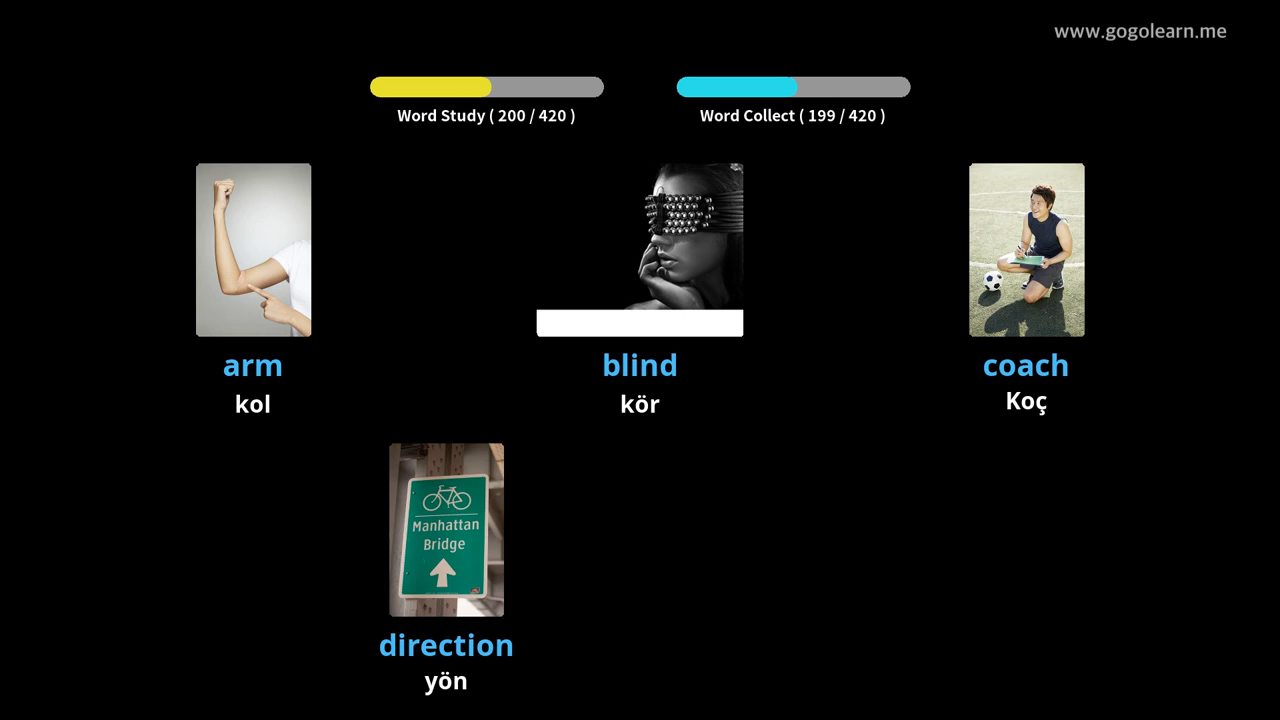 www.gogolearn.me
Word Study ( 200 / 420 )
Word Collect ( 199 / 420 )
arm
blind
coach
kol
kör
Koç
Manhattan
Bridge
direction
yön